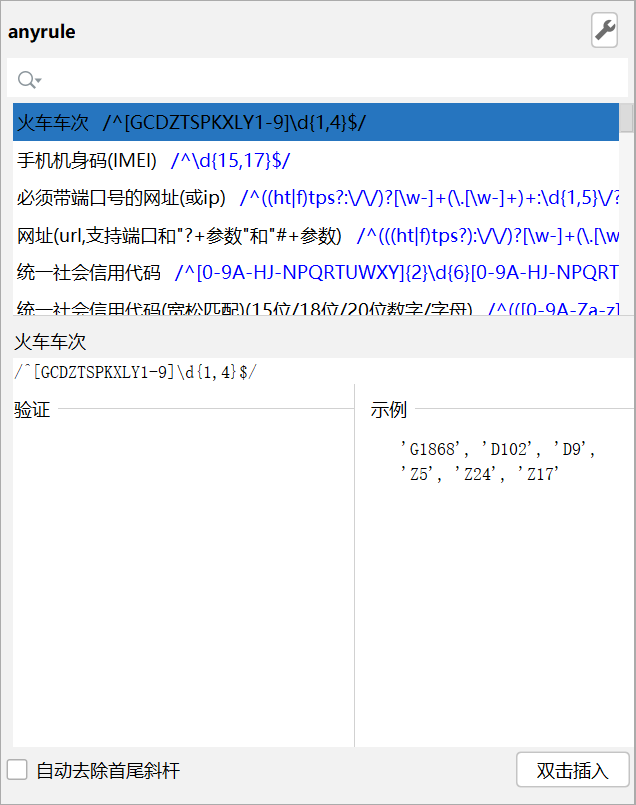 anyrule
火车车次 /^[GCDZTSPKXLY1-9]\d{1,4}$/
手机机身码(IMEI) /^\d{15,17}$/
必须带端口号的网址(或ip) /^((ht|f)tps?:\/\/)?[\w-]+(\.[\w-]+)+:\d{1,5}\/?
网址(url,支持端口和"?+参数"和"#+参数) /^(((ht|f)tps?):\/\/)?[\w-]+(\.[\w
统一社会信用代码 /^[0-9A-HJ-NPQRTUWXY]{2}\d{6}[0-9A-HJ-NPQRT
统一社会信用代码(宽松匹配)(15位/18位/20位数字/字母) /^(([0-9A-Za-z]
火车车次
/^[GCDZTSPKXLY1-9]\d{1,4}$/
验证
示例
'G1868', 'D102', 'D9',
'Z5', 'Z24', 'Z17'
自动去除首尾斜杆
双击插入